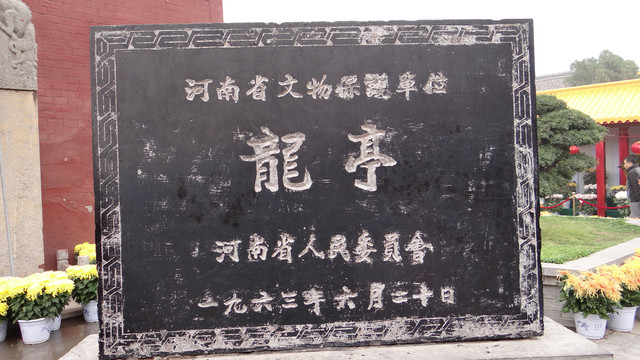 河南省文物保護單位
龍亭
河南省人民委員會
一九六三年六月二十日